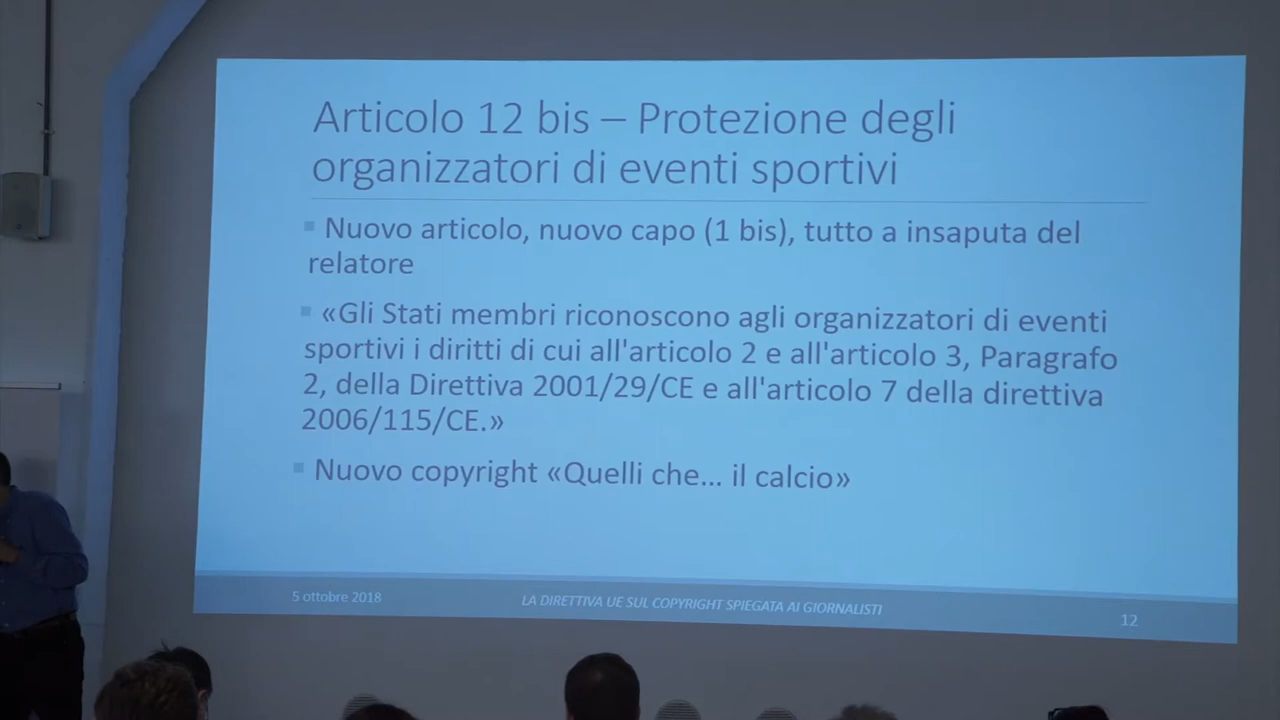 Articolo 12 bis – Protezione degli
organizzatori di eventi sportivi
Nuovo articolo, nuovo capo (1 bis), tutto a insaputa del
relatore
«Gli Stati membri riconoscono agli organizzatori di eventi
sportivi i diritti di cui all'articolo 2 e all'articolo 3, Paragrafo
2, della Direttiva 2001/29/CE e all'articolo 7 della direttiva
2006/115/CE.»
Nuovo copyright «Quelli che... il calcio»
5 ottobre 2018
LA DIRETTIVA UE SUL COPYRIGHT SPIEGATA AI GIORNALISTI
12